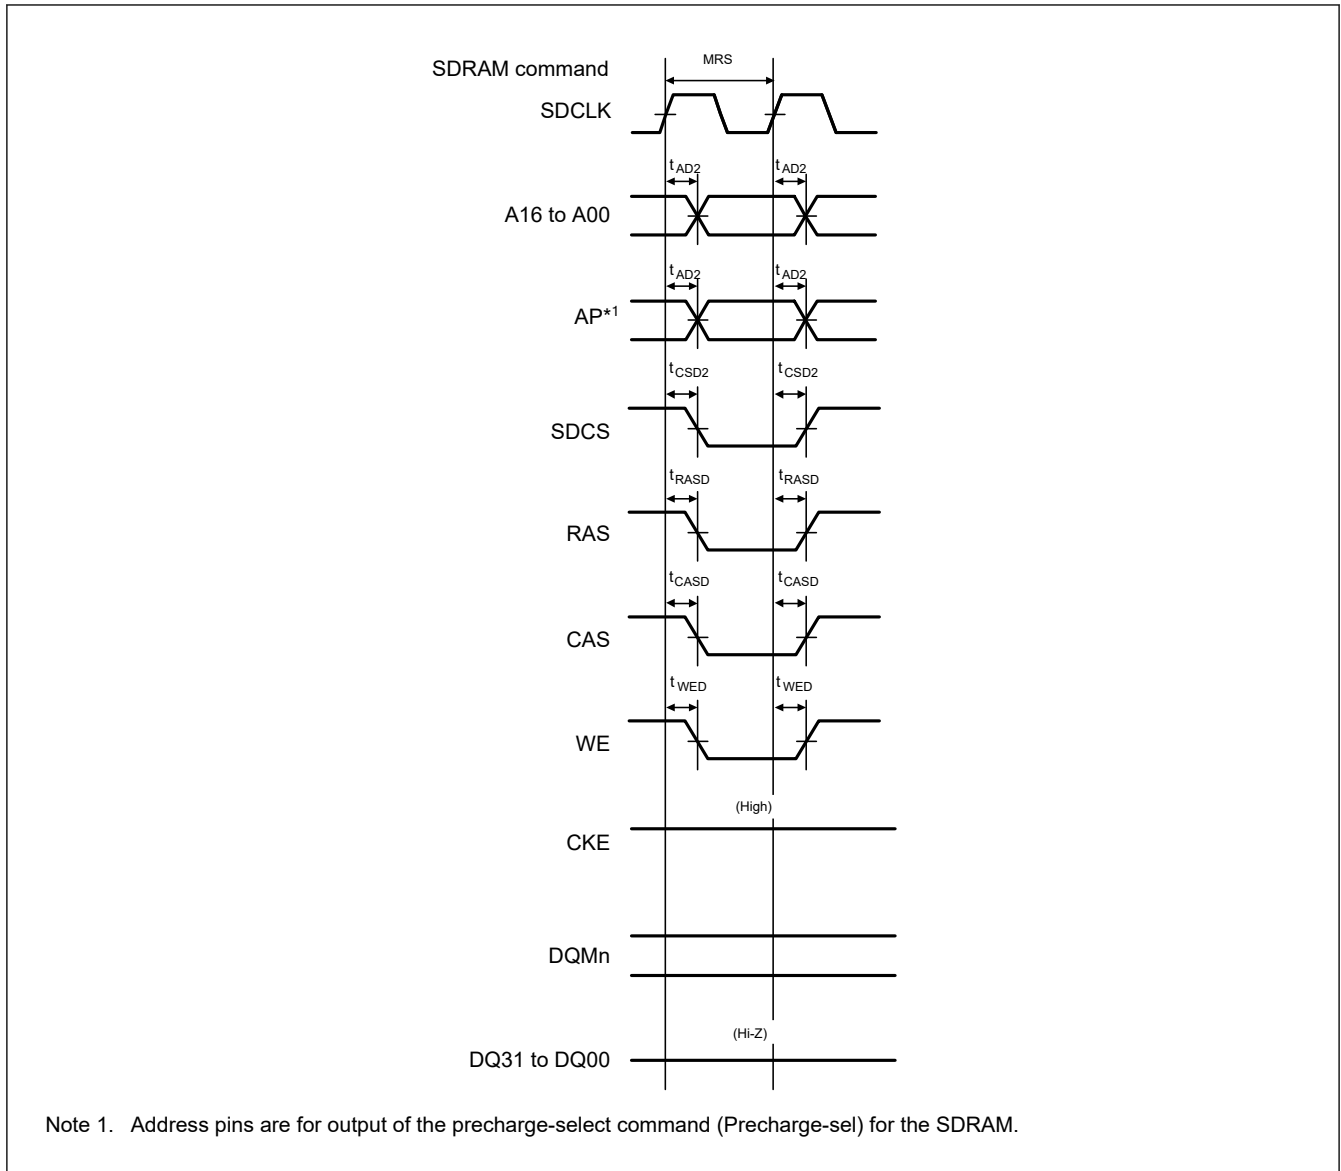 MRS
SDRAM command
SDCLK
tAD2 tAD2
A16 to A00
tAD2 tAD2
AP*1
tCSD2 tCSD2
SDCS
tRASD tRASD
RAS
tCASD tCASD
CAS
tWED tWED
WE
(High)
CKE
DQMn
(Hi-Z)
DQ31 to DQ00
Note 1. Address pins are for output of the precharge-select command (Precharge-sel) for the SDRAM.